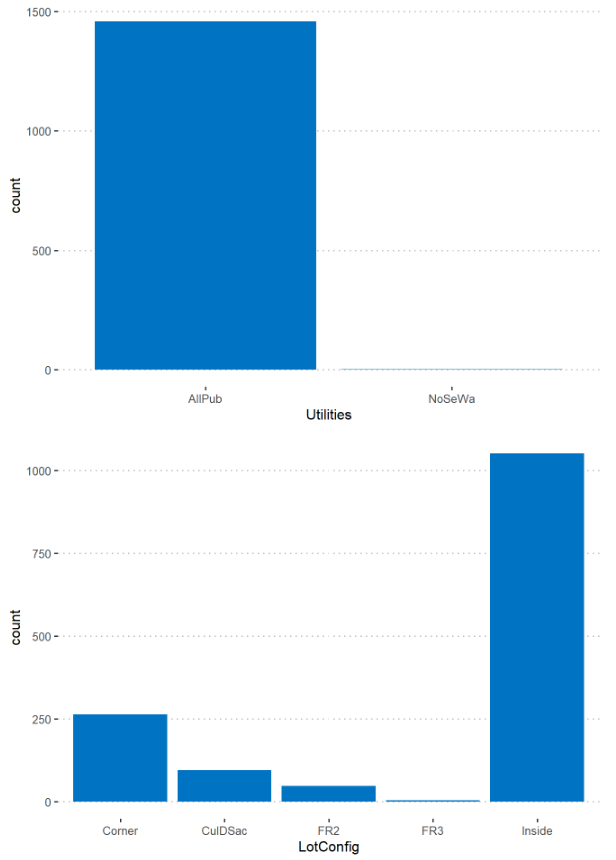 1500
1000
500
0
count
AllPub NoSeWa
Utilities
1000
750
500
250
0
count
Corner CulDSac FR2 FR3 Inside
LotConfig